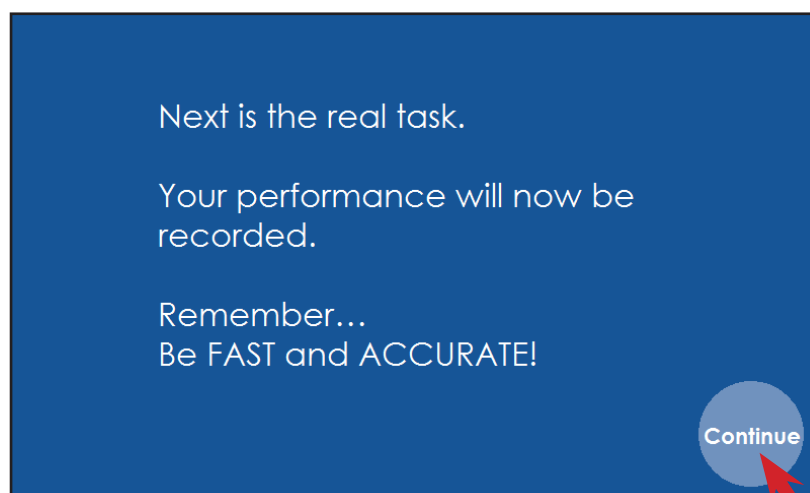 Next is the real task.
Your performance will now be
recorded.
Remember…
Be FAST and ACCURATE!
Continue